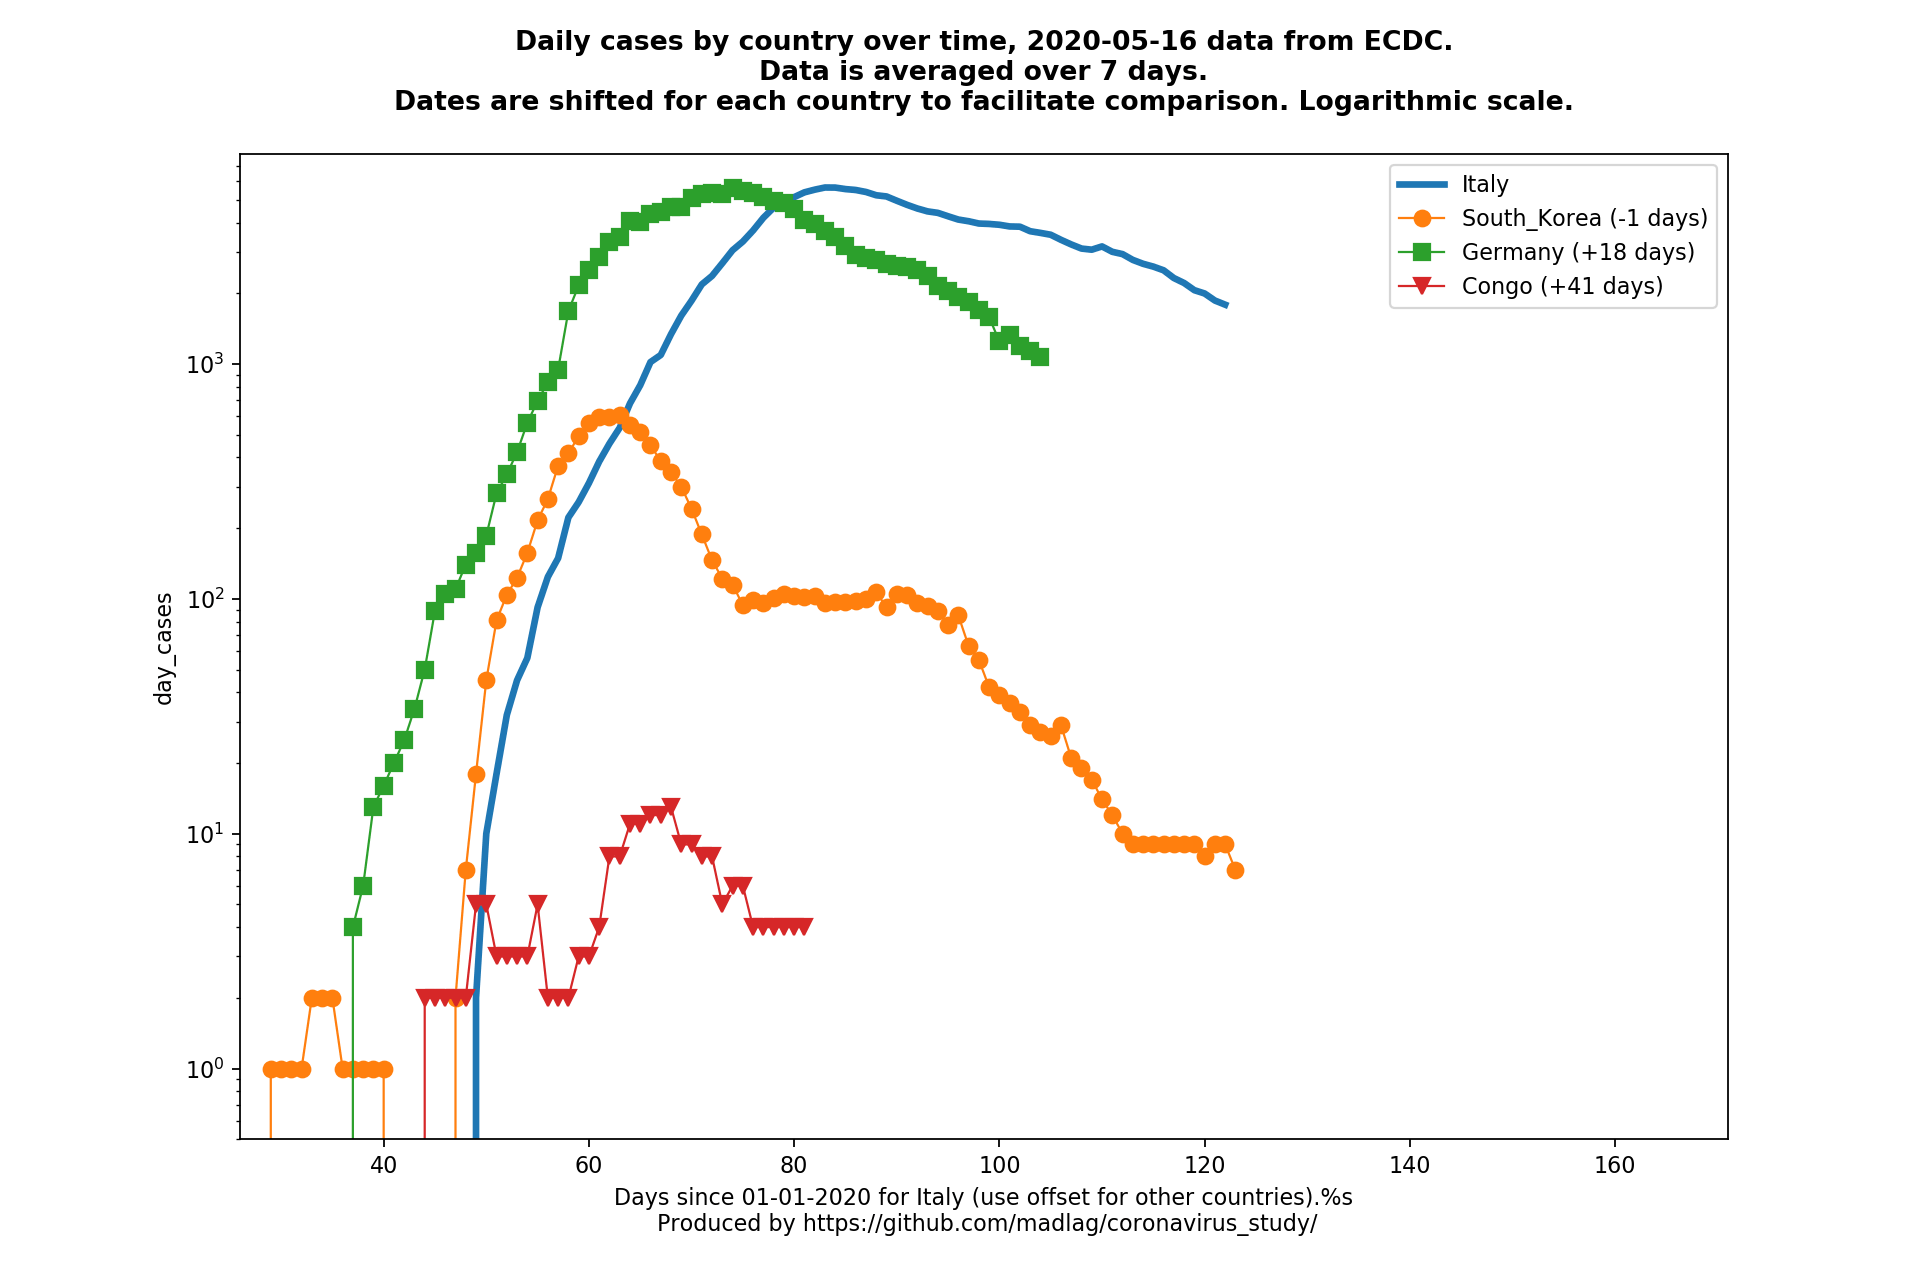 Daily cases by country over time, 2020-05-16 data from ECDC.
Data is averaged over 7 days.
Dates are shifted for each country to facilitate comparison. Logarithmic scale.
Italy
South_Korea (-1 days)
Germany (+18 days)
Congo (+41 days)
day_cases
10³
10²
10¹
10⁰
40 60 80 100 120 140 160
Days since 01-01-2020 for Italy (use offset for other countries).%s
Produced by https://github.com/madlag/coronavirus_study/